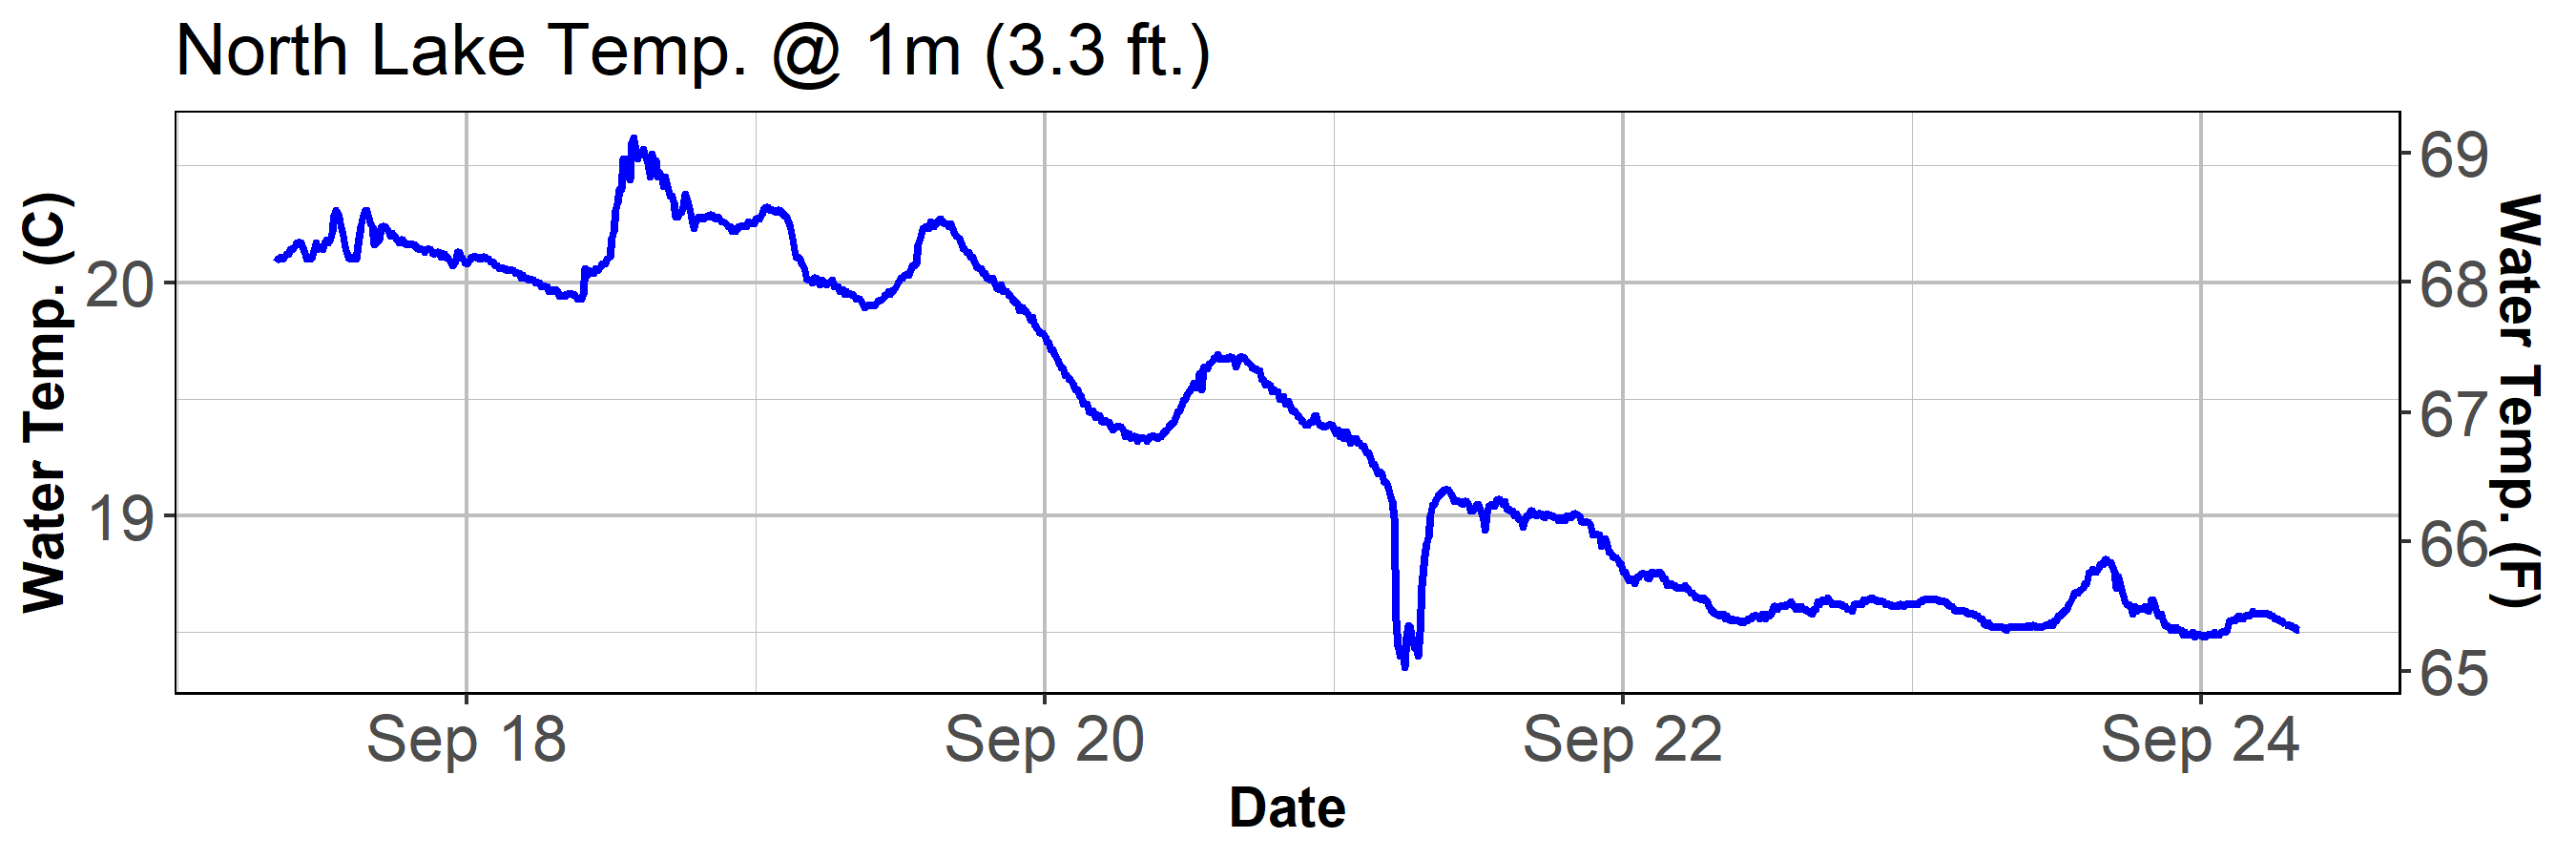 North Lake Temp. @ 1m (3.3 ft.)
Water Temp. (C)
20
19
69
68
67
66
65
Water Temp. (F)
Sep 18
Sep 20
Sep 22
Sep 24
Date